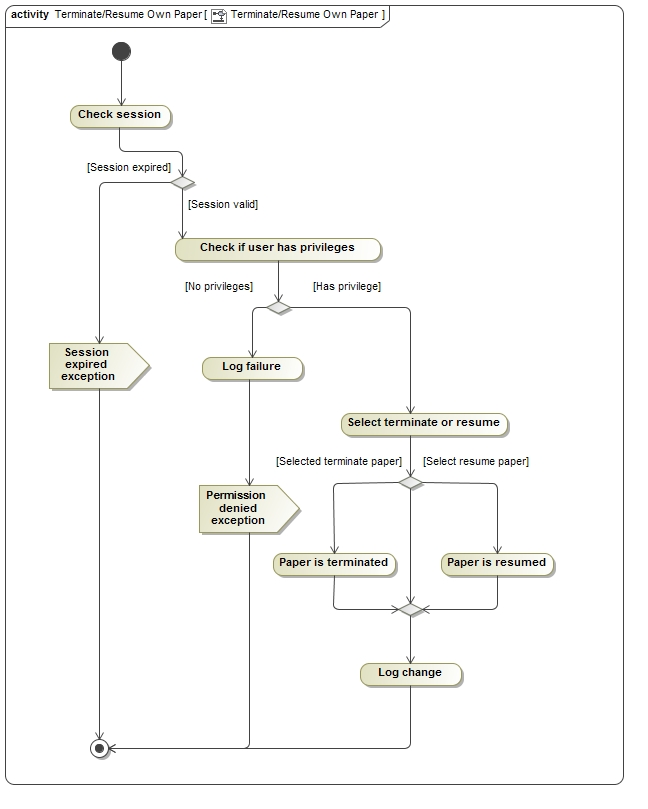 activity Terminate/Resume Own Paper [ Terminate/Resume Own Paper ]
Check session
[Session expired]
[Session valid]
Check if user has privileges
[No privileges]
[Has privilege]
Session
expired
exception
Log failure
Select terminate or resume
[Selected terminate paper]
[Select resume paper]
Permission
denied
exception
Paper is terminated
Paper is resumed
Log change